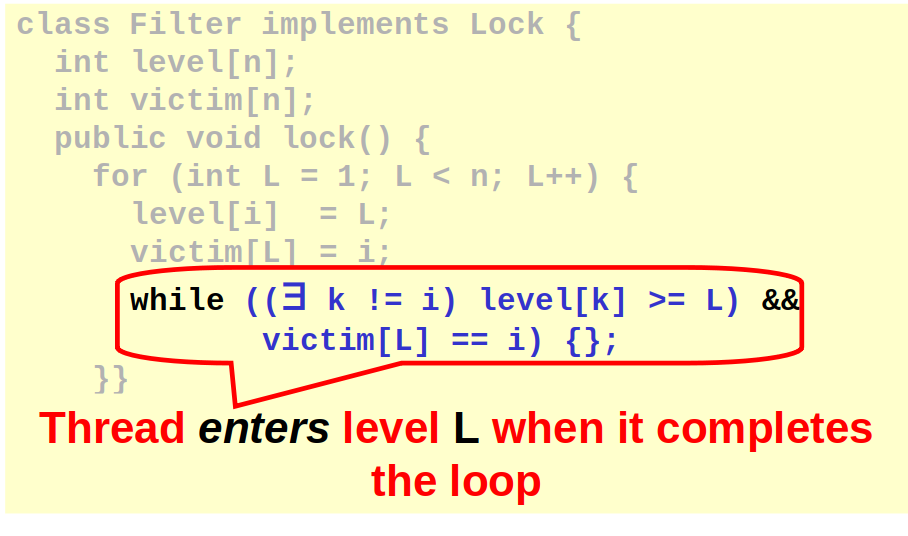 class Filter implements Lock {
int level[n];
int victim[n];
public void lock() {
for (int L = 1; L < n; L++) {
level[i]  = L;
victim[L] = i;
while ((∃ k != i) level[k] >= L) &&
victim[L] == i) {};
}}
Thread enters level L when it completes
the loop